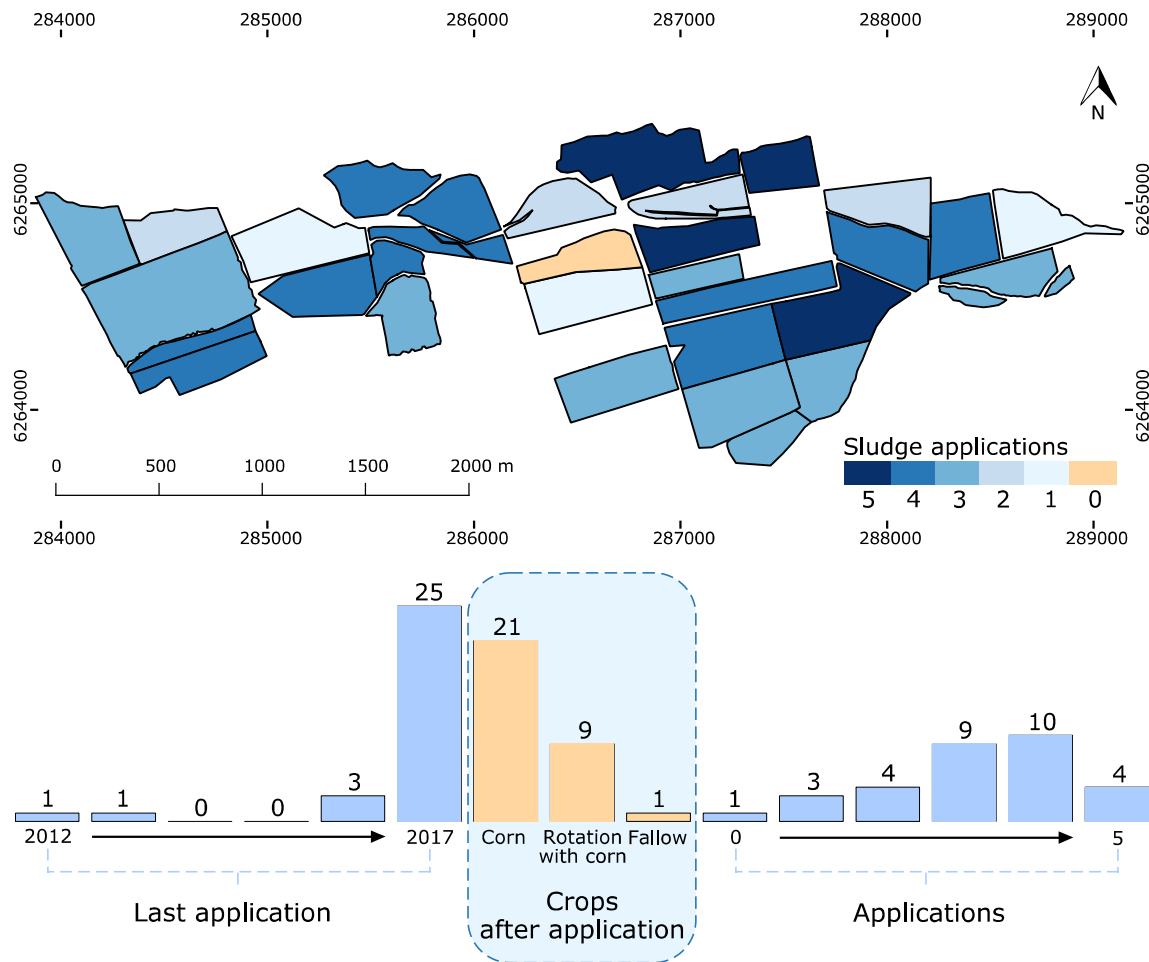 284000 285000 286000 287000 288000 289000
N
6265000 6265000
6264000 6264000
Sludge applications
5 4 3 2 1 0
0 500 1000 1500 2000 m
284000 285000 286000 287000 288000 289000
25
21
9 9 10
1 1 0 0 3 1 1 3 4 4
2012 2017 Corn Rotation with corn Fallow 0 5
Last application
Crops after application
Applications